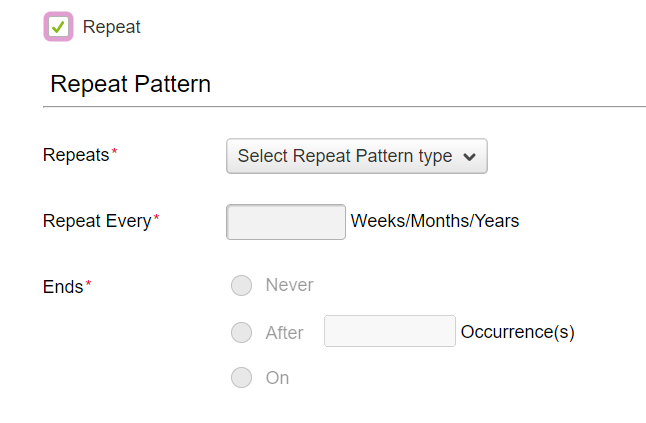 Repeat
Repeat Pattern
Repeats* Select Repeat Pattern type
Repeat Every* Weeks/Months/Years
Ends* Never
After Occurrence(s)
On